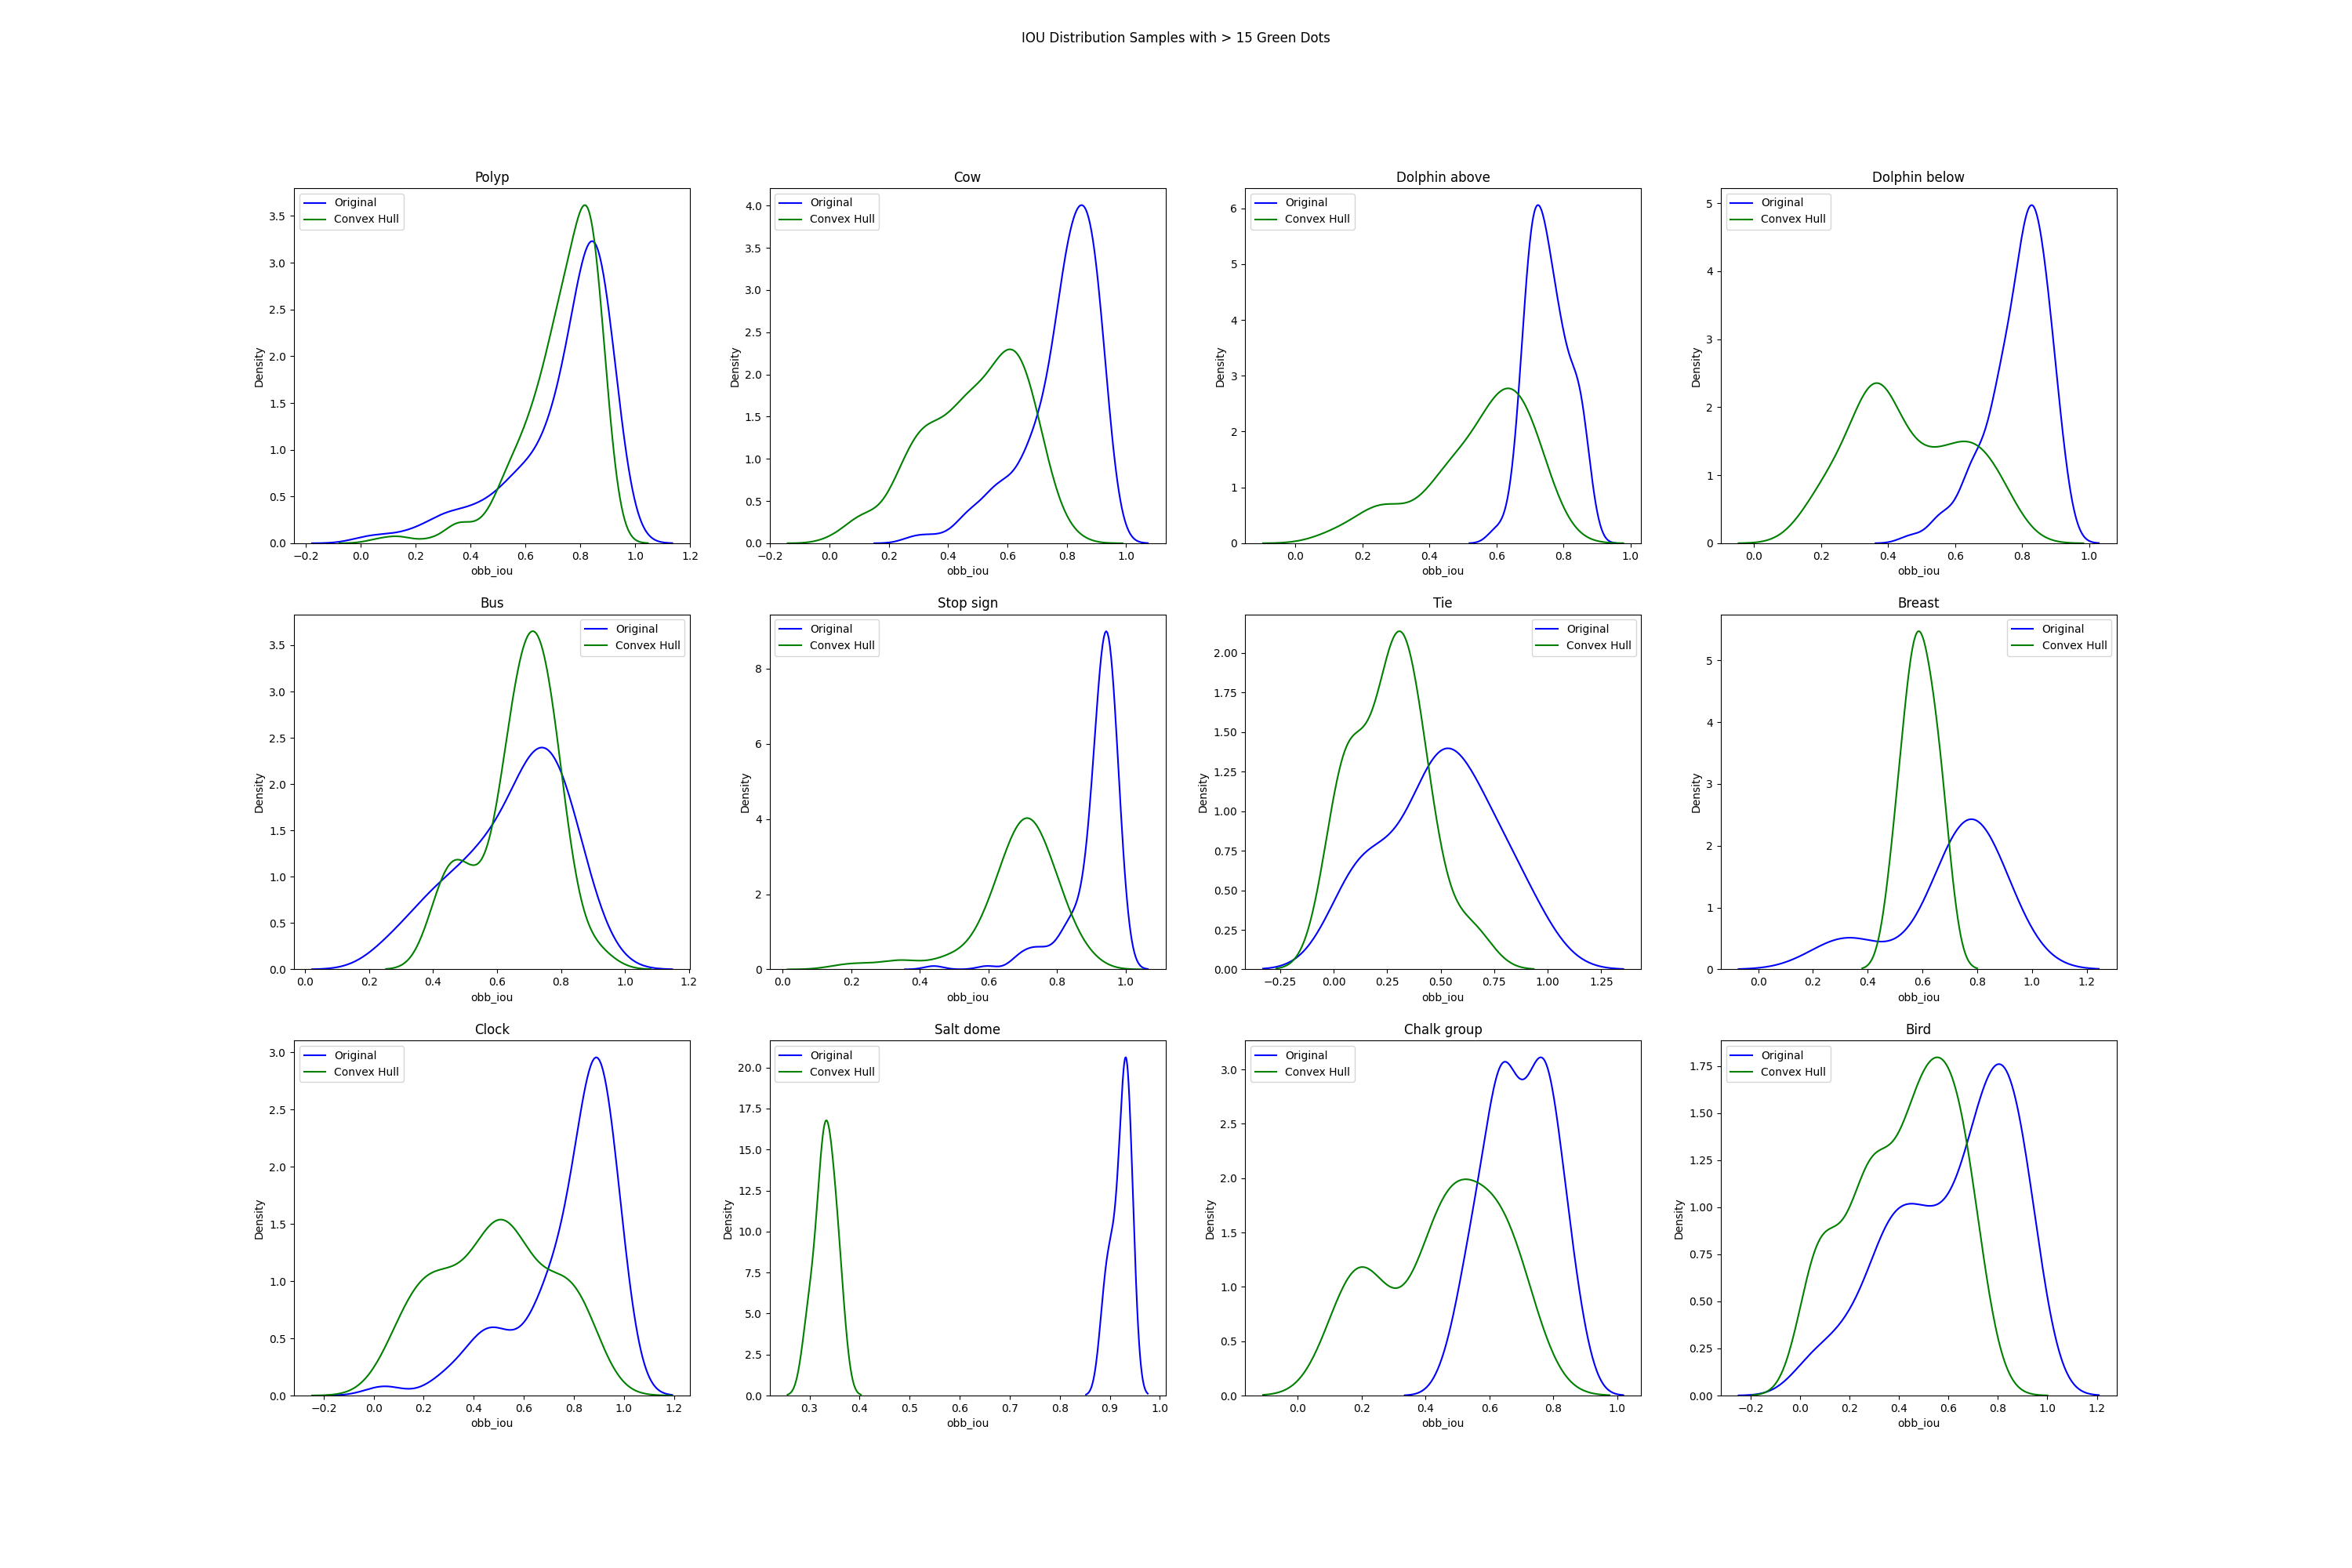 IOU Distribution Samples with > 15 Green Dots
Polyp
Original
Convex Hull
Density
0.0
0.5
1.0
1.5
2.0
2.5
3.0
3.5
−0.2 0.0 0.2 0.4 0.6 0.8 1.0 1.2
obb_iou
Cow
Original
Convex Hull
Density
0.0
0.5
1.0
1.5
2.0
2.5
3.0
3.5
4.0
−0.2 0.0 0.2 0.4 0.6 0.8 1.0
obb_iou
Dolphin above
Original
Convex Hull
Density
0
1
2
3
4
5
6
0.0 0.2 0.4 0.6 0.8 1.0
obb_iou
Dolphin below
Original
Convex Hull
Density
0
1
2
3
4
5
0.0 0.2 0.4 0.6 0.8 1.0
obb_iou
Bus
Original
Convex Hull
Density
0.0
0.5
1.0
1.5
2.0
2.5
3.0
3.5
0.0 0.2 0.4 0.6 0.8 1.0 1.2
obb_iou
Stop sign
Original
Convex Hull
Density
0
2
4
6
8
0.0 0.2 0.4 0.6 0.8 1.0
obb_iou
Tie
Original
Convex Hull
Density
0.00
0.25
0.50
0.75
1.00
1.25
1.50
1.75
2.00
−0.25 0.00 0.25 0.50 0.75 1.00 1.25
obb_iou
Breast
Original
Convex Hull
Density
0
1
2
3
4
5
0.0 0.2 0.4 0.6 0.8 1.0 1.2
obb_iou
Clock
Original
Convex Hull
Density
0.0
0.5
1.0
1.5
2.0
2.5
3.0
−0.2 0.0 0.2 0.4 0.6 0.8 1.0 1.2
obb_iou
Salt dome
Original
Convex Hull
Density
0.0
2.5
5.0
7.5
10.0
12.5
15.0
17.5
20.0
0.3 0.4 0.5 0.6 0.7 0.8 0.9 1.0
obb_iou
Chalk group
Original
Convex Hull
Density
0.0
0.5
1.0
1.5
2.0
2.5
3.0
0.0 0.2 0.4 0.6 0.8 1.0
obb_iou
Bird
Original
Convex Hull
Density
0.00
0.25
0.50
0.75
1.00
1.25
1.50
1.75
−0.2 0.0 0.2 0.4 0.6 0.8 1.0 1.2
obb_iou